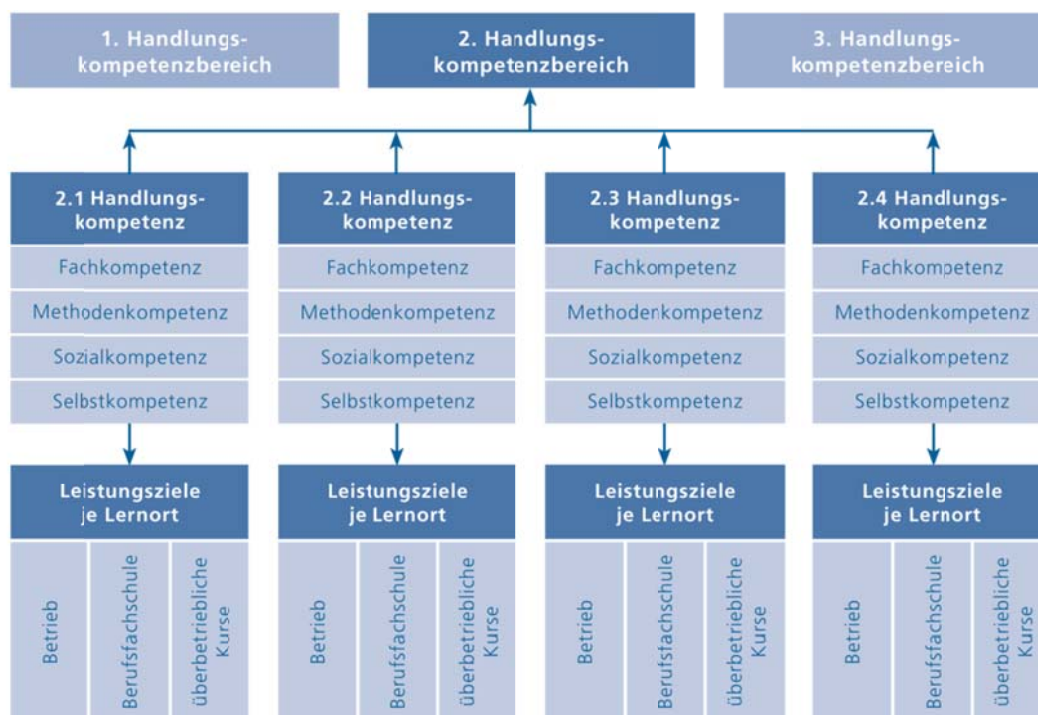 1. Handlungs-
kompetenzbereich
2. Handlungs-
kompetenzbereich
3. Handlungs-
kompetenzbereich
2.1 Handlungs-
kompetenz
Fachkompetenz
Methodenkompetenz
Sozialkompetenz
Selbstkompetenz
Leistungsziele
je Lernort
Betrieb
Berufsfachschule
überbetriebliche
Kurse
2.2 Handlungs-
kompetenz
Fachkompetenz
Methodenkompetenz
Sozialkompetenz
Selbstkompetenz
Leistungsziele
je Lernort
Betrieb
Berufsfachschule
überbetriebliche
Kurse
2.3 Handlungs-
kompetenz
Fachkompetenz
Methodenkompetenz
Sozialkompetenz
Selbstkompetenz
Leistungsziele
je Lernort
Betrieb
Berufsfachschule
überbetriebliche
Kurse
2.4 Handlungs-
kompetenz
Fachkompetenz
Methodenkompetenz
Sozialkompetenz
Selbstkompetenz
Leistungsziele
je Lernort
Betrieb
Berufsfachschule
überbetriebliche
Kurse